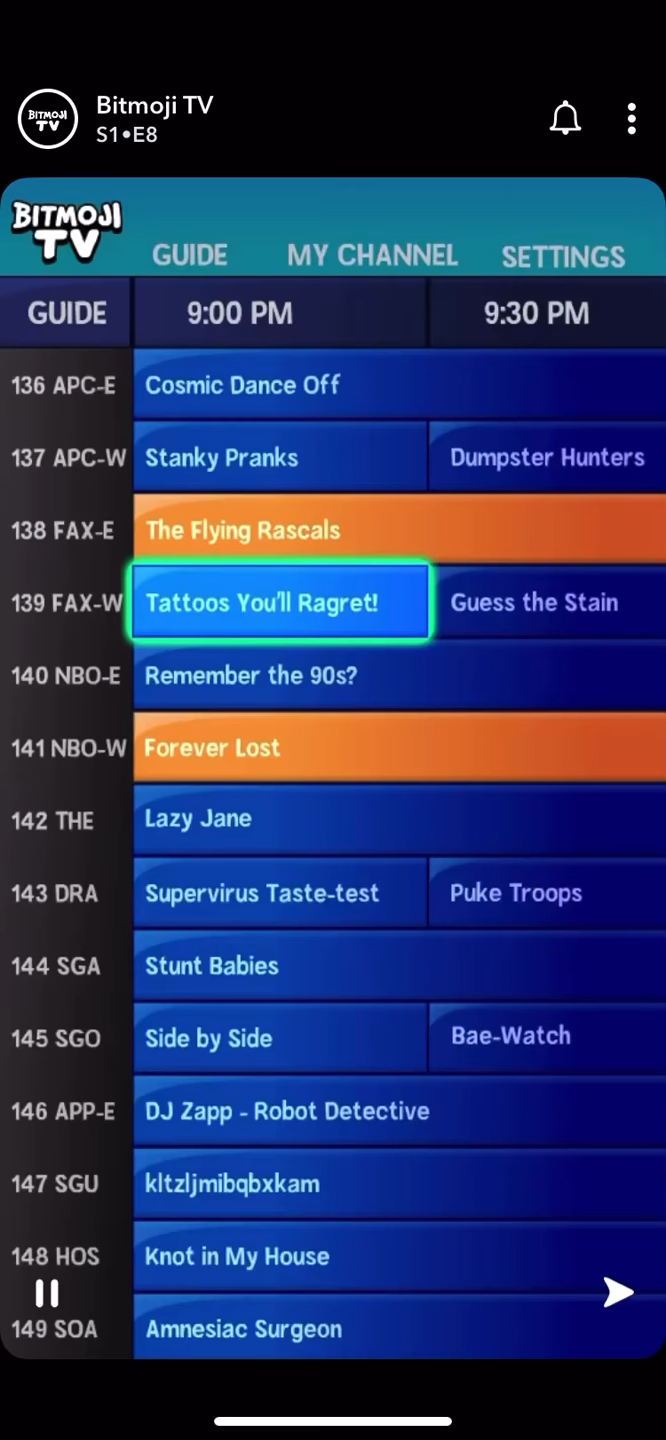 BITMOJI
TV
Bitmoji TV
S1•E8
BITMOJI
TV
GUIDE MY CHANNEL SETTINGS
GUIDE 9:00 PM 9:30 PM
136 APC-E Cosmic Dance Off
137 APC-W Stanky Pranks Dumpster Hunters
138 FAX-E The Flying Rascals
139 FAX-W Tattoos You'll Ragret! Guess the Stain
140 NBO-E Remember the 90s?
141 NBO-W Forever Lost
142 THE Lazy Jane
143 DRA Supervirus Taste-test Puke Troops
144 SGA Stunt Babies
145 SGO Side by Side Bae-Watch
146 APP-E DJ Zapp - Robot Detective
147 SGU kltzljmibqbxkam
148 HOS Knot in My House
149 SOA Amnesiac Surgeon